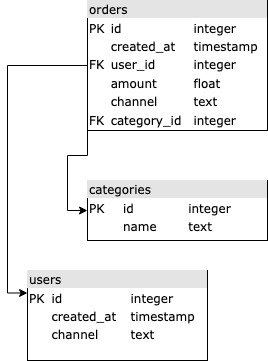 orders
PK id integer
created_at timestamp
FK user_id integer
amount float
channel text
FK category_id integer
categories
PK id integer
name text
users
PK id integer
created_at timestamp
channel text